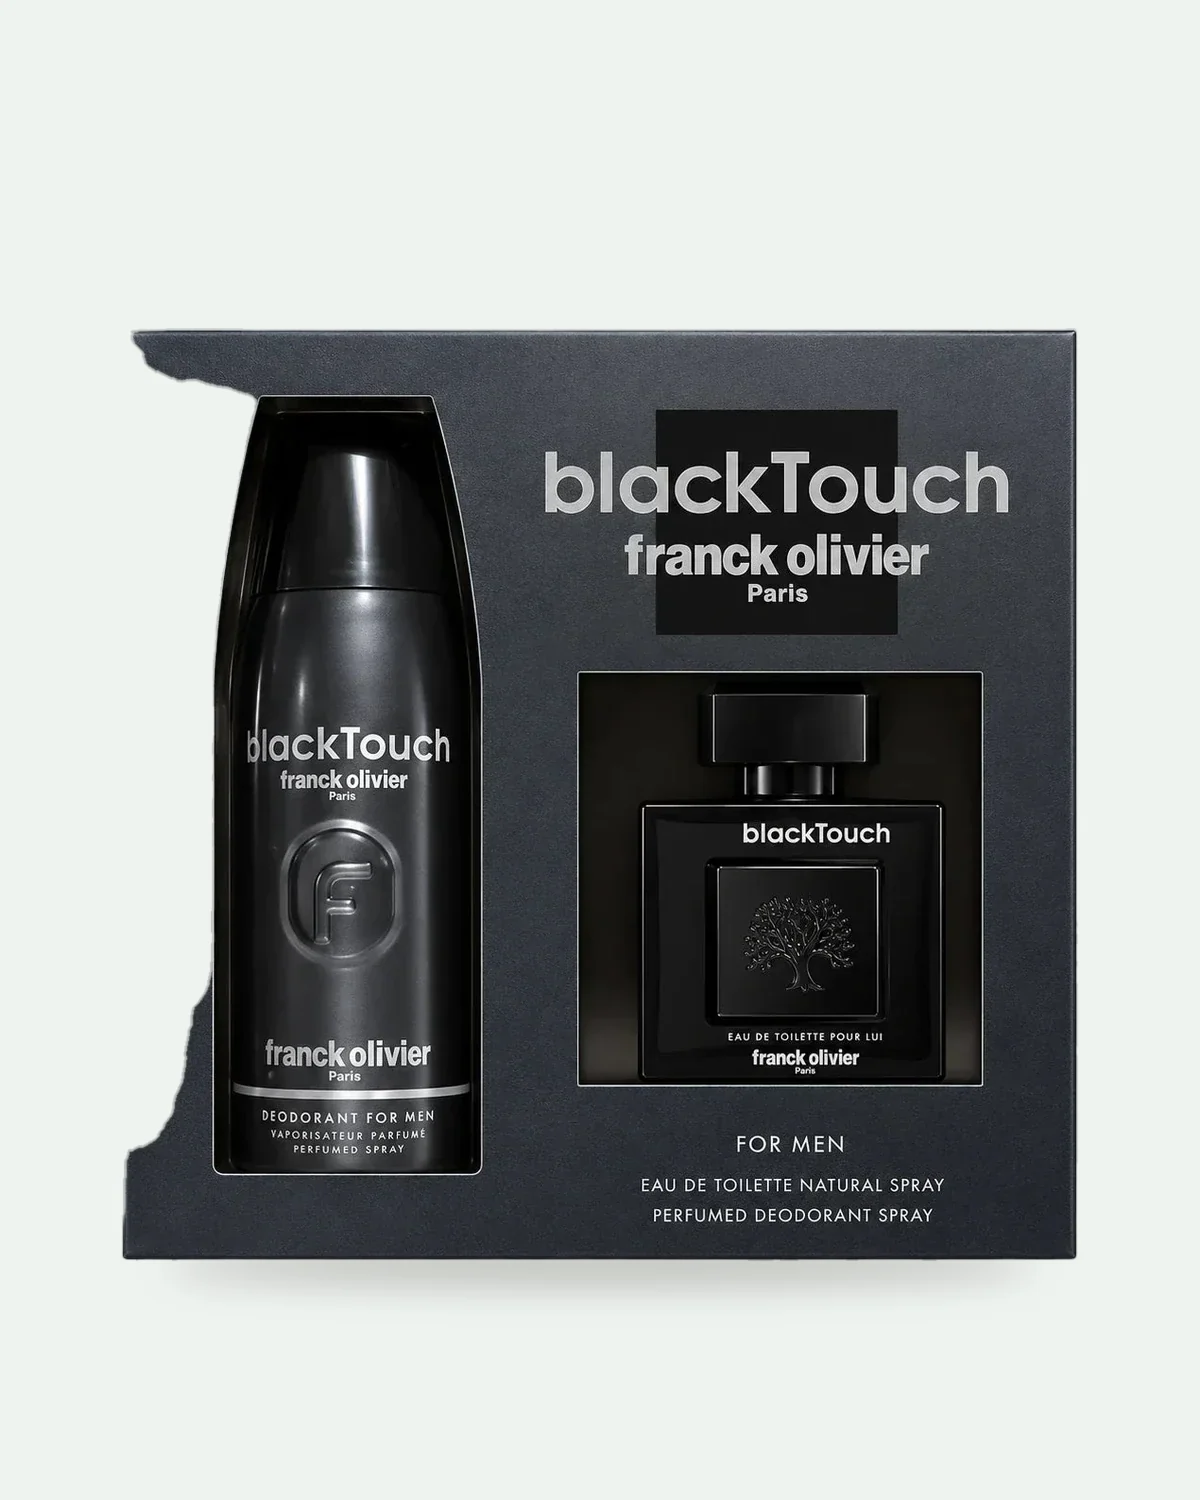 blackTouch
franck olivier
Paris
blackTouch
franck olivier
Paris
F
franck olivier
Paris
DEODORANT FOR MEN
VAPORISATEUR PARFUMÉ
PERFUMED SPRAY
blackTouch
EAU DE TOILETTE POUR LUI
franck olivier
Paris
FOR MEN
EAU DE TOILETTE NATURAL SPRAY
PERFUMED DEODORANT SPRAY